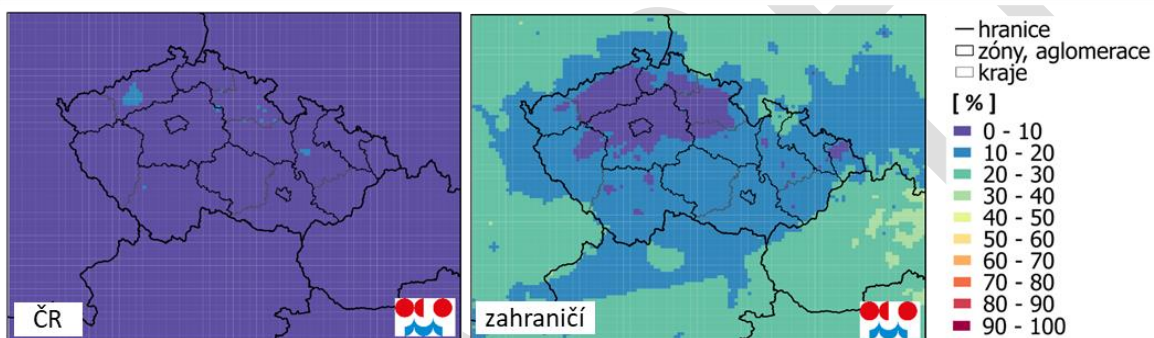 ČR
zahraničí
hranice
zóny, aglomerace
kraje
[ % ]
0 - 10
10 - 20
20 - 30
30 - 40
40 - 50
50 - 60
60 - 70
70 - 80
80 - 90
90 - 100